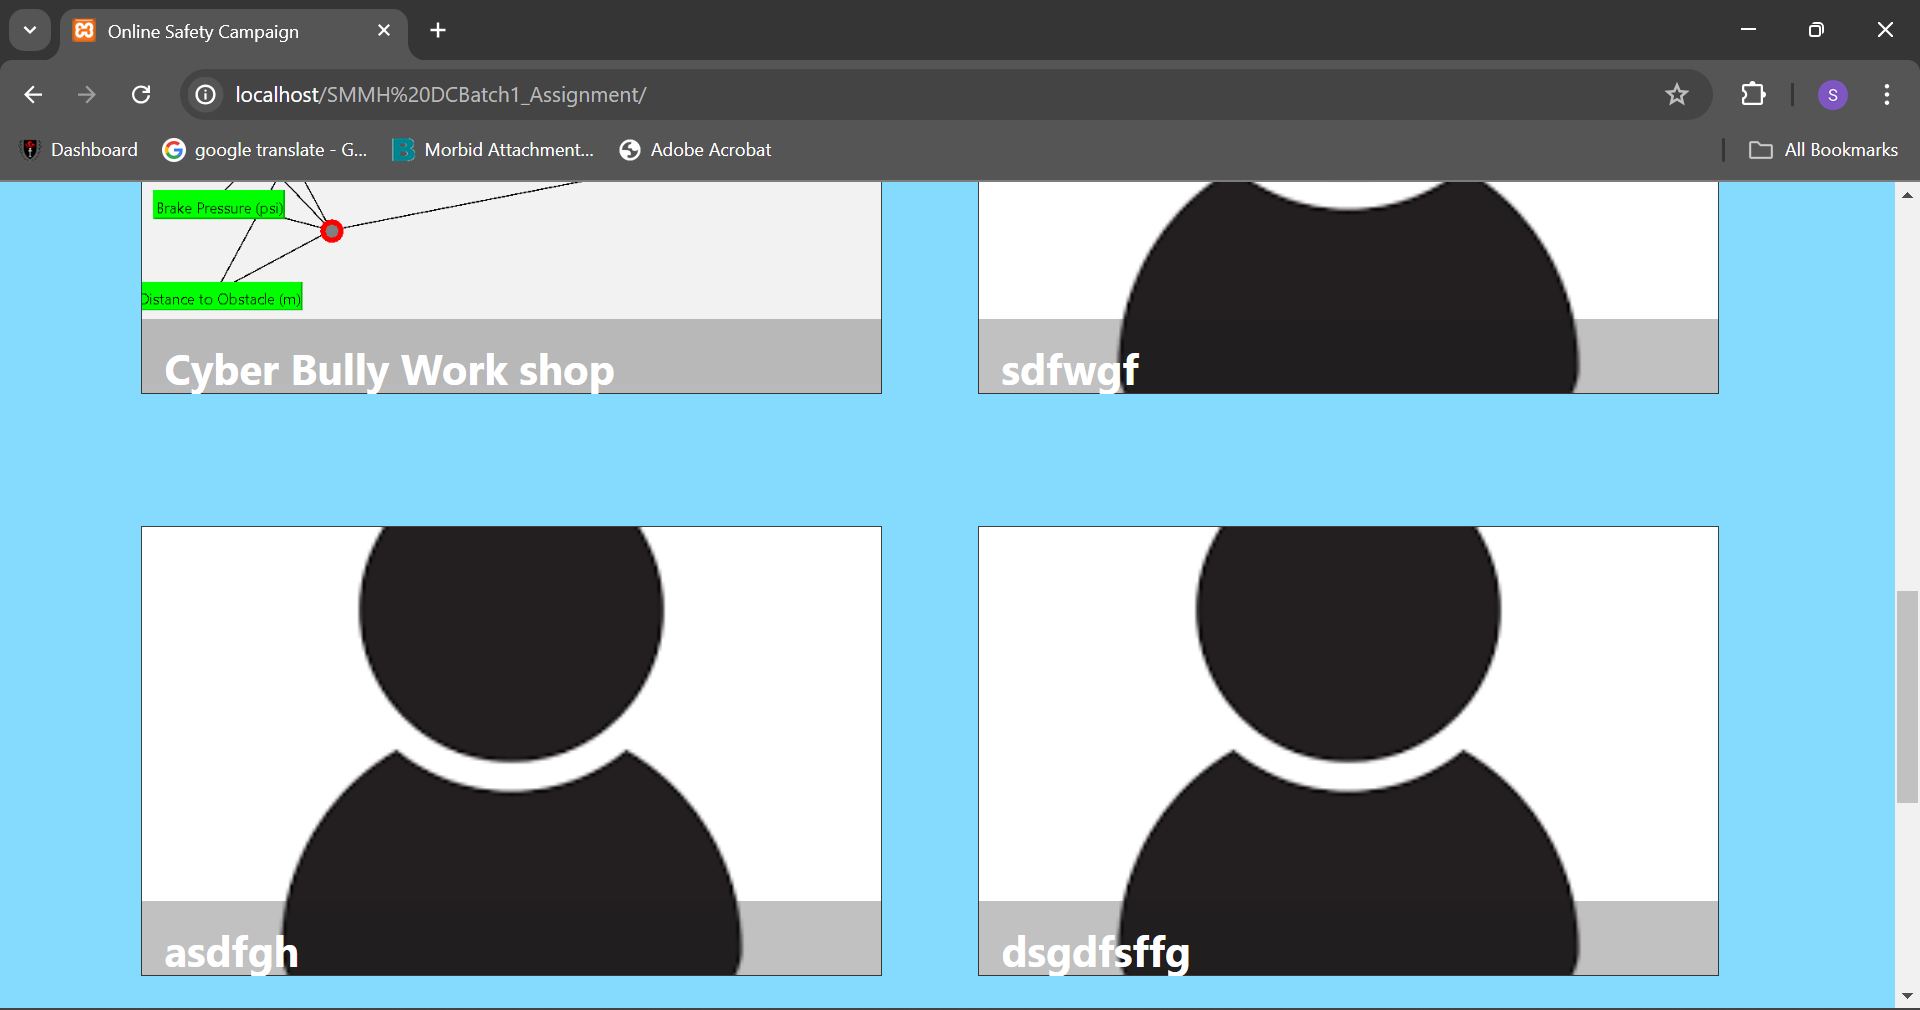 Online Safety Campaign
localhost/SMMH%20DCBatch1_Assignment/
S
Dashboard
google translate - G...
Morbid Attachment...
Adobe Acrobat
All Bookmarks
Brake Pressure (psi)
Distance to Obstacle (m)
Cyber Bully Work shop
sdfwgf
asdfgh
dsgdfsffg